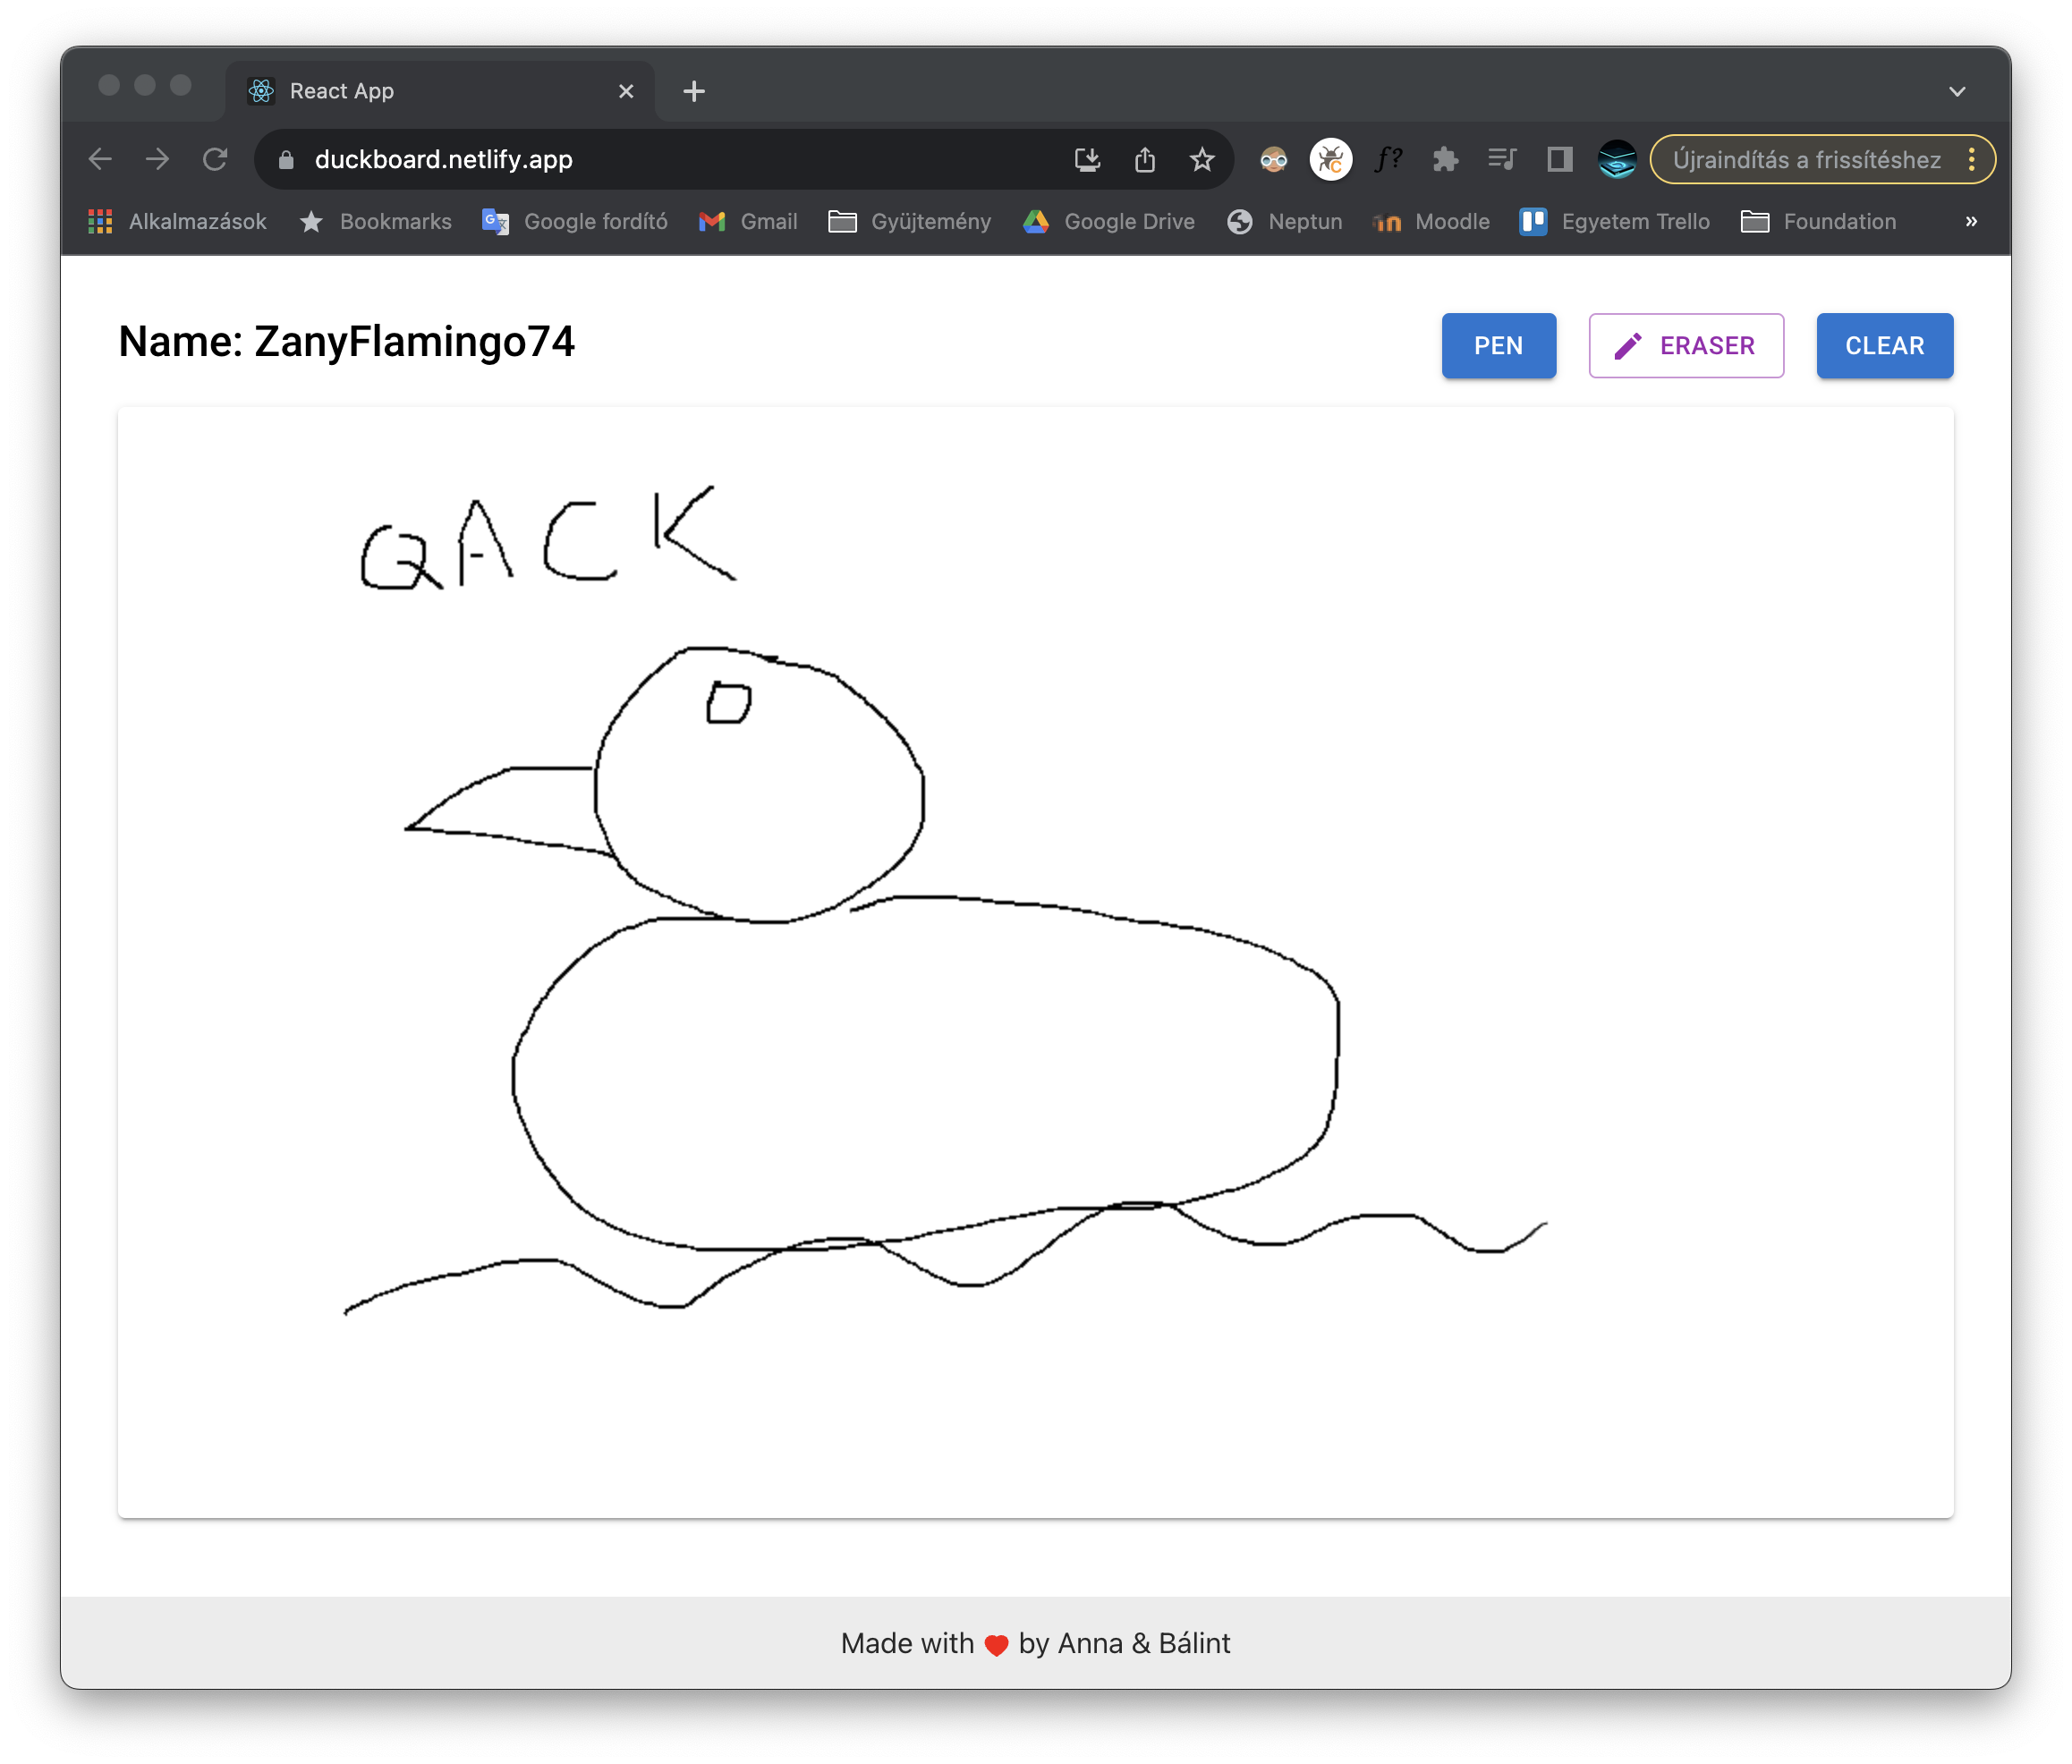 React App
duckboard.netlify.app
f?
Újraindítás a frissítéshez
Alkalmazások Bookmarks Google fordító Gmail Gyüjtemény Google Drive Neptun Moodle Egyetem Trello Foundation »
Name: ZanyFlamingo74
PEN ERASER CLEAR
QACK
Made with ❤️ by Anna & Bálint